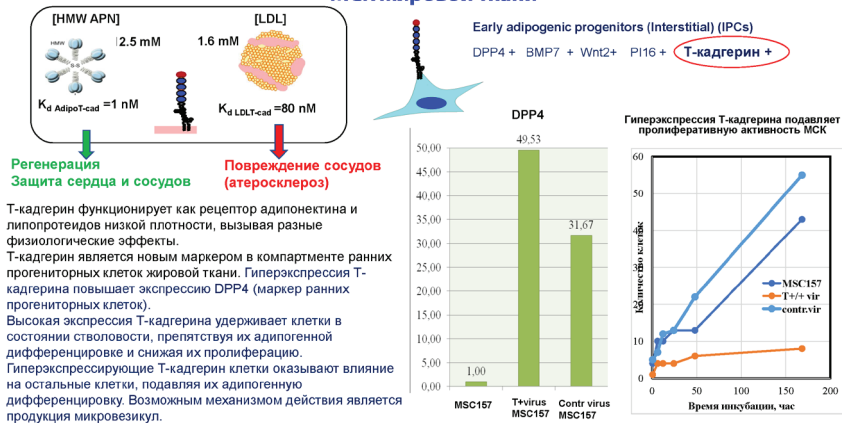 [HMW APN]
[LDL]
HMW
2.5 mM
1.6 mM
S-S
Kd AdipoT-cad =1 nM
Kd LDLT-cad=80 nM
Регенерация
Защита сердца и сосудов
Повреждение сосудов
(атеросклероз)
Early adipogenic progenitors (Interstitial) (IPCs)
DPP4 + BMP7 + Wnt2+ PI16 + Т-кадгерин +
Т-кадгерин функционирует как рецептор адипонектина и
липопротеидов низкой плотности, вызывая разные
физиологические эффекты.
Т-кадгерин является новым маркером в компартменте ранних
прогениторных клеток жировой ткани. Гиперэкспрессия Т-
кадгерина повышает экспрессию DPP4 (маркер ранних
прогениторных клеток).
Высокая экспрессия Т-кадгерина удерживает клетки в
состоянии стволовости, препятствуя их адипогенной
дифференцировке и снижая их пролиферацию.
Гиперэкспрессирующие Т-кадгерин клетки оказывают влияние
на остальные клетки, подавляя их адипогенную
дифференцировку. Возможным механизмом действия является
продукция микровезикул.
DPP4
50,00
45,00
40,00
35,00
30,00
25,00
20,00
15,00
10,00
5,00
0,00
1,00
49,53
31,67
MSC157
T+virus
MSC157
Contr virus
MSC157
Гиперэкспрессия Т-кадгерина подавляет
пролиферативную активность МСК
60
50
40
30
20
10
0
Количество клеток
MSC157
T+/+ vir
contr.vir
0 50 100 150 200
Время инкубации, час